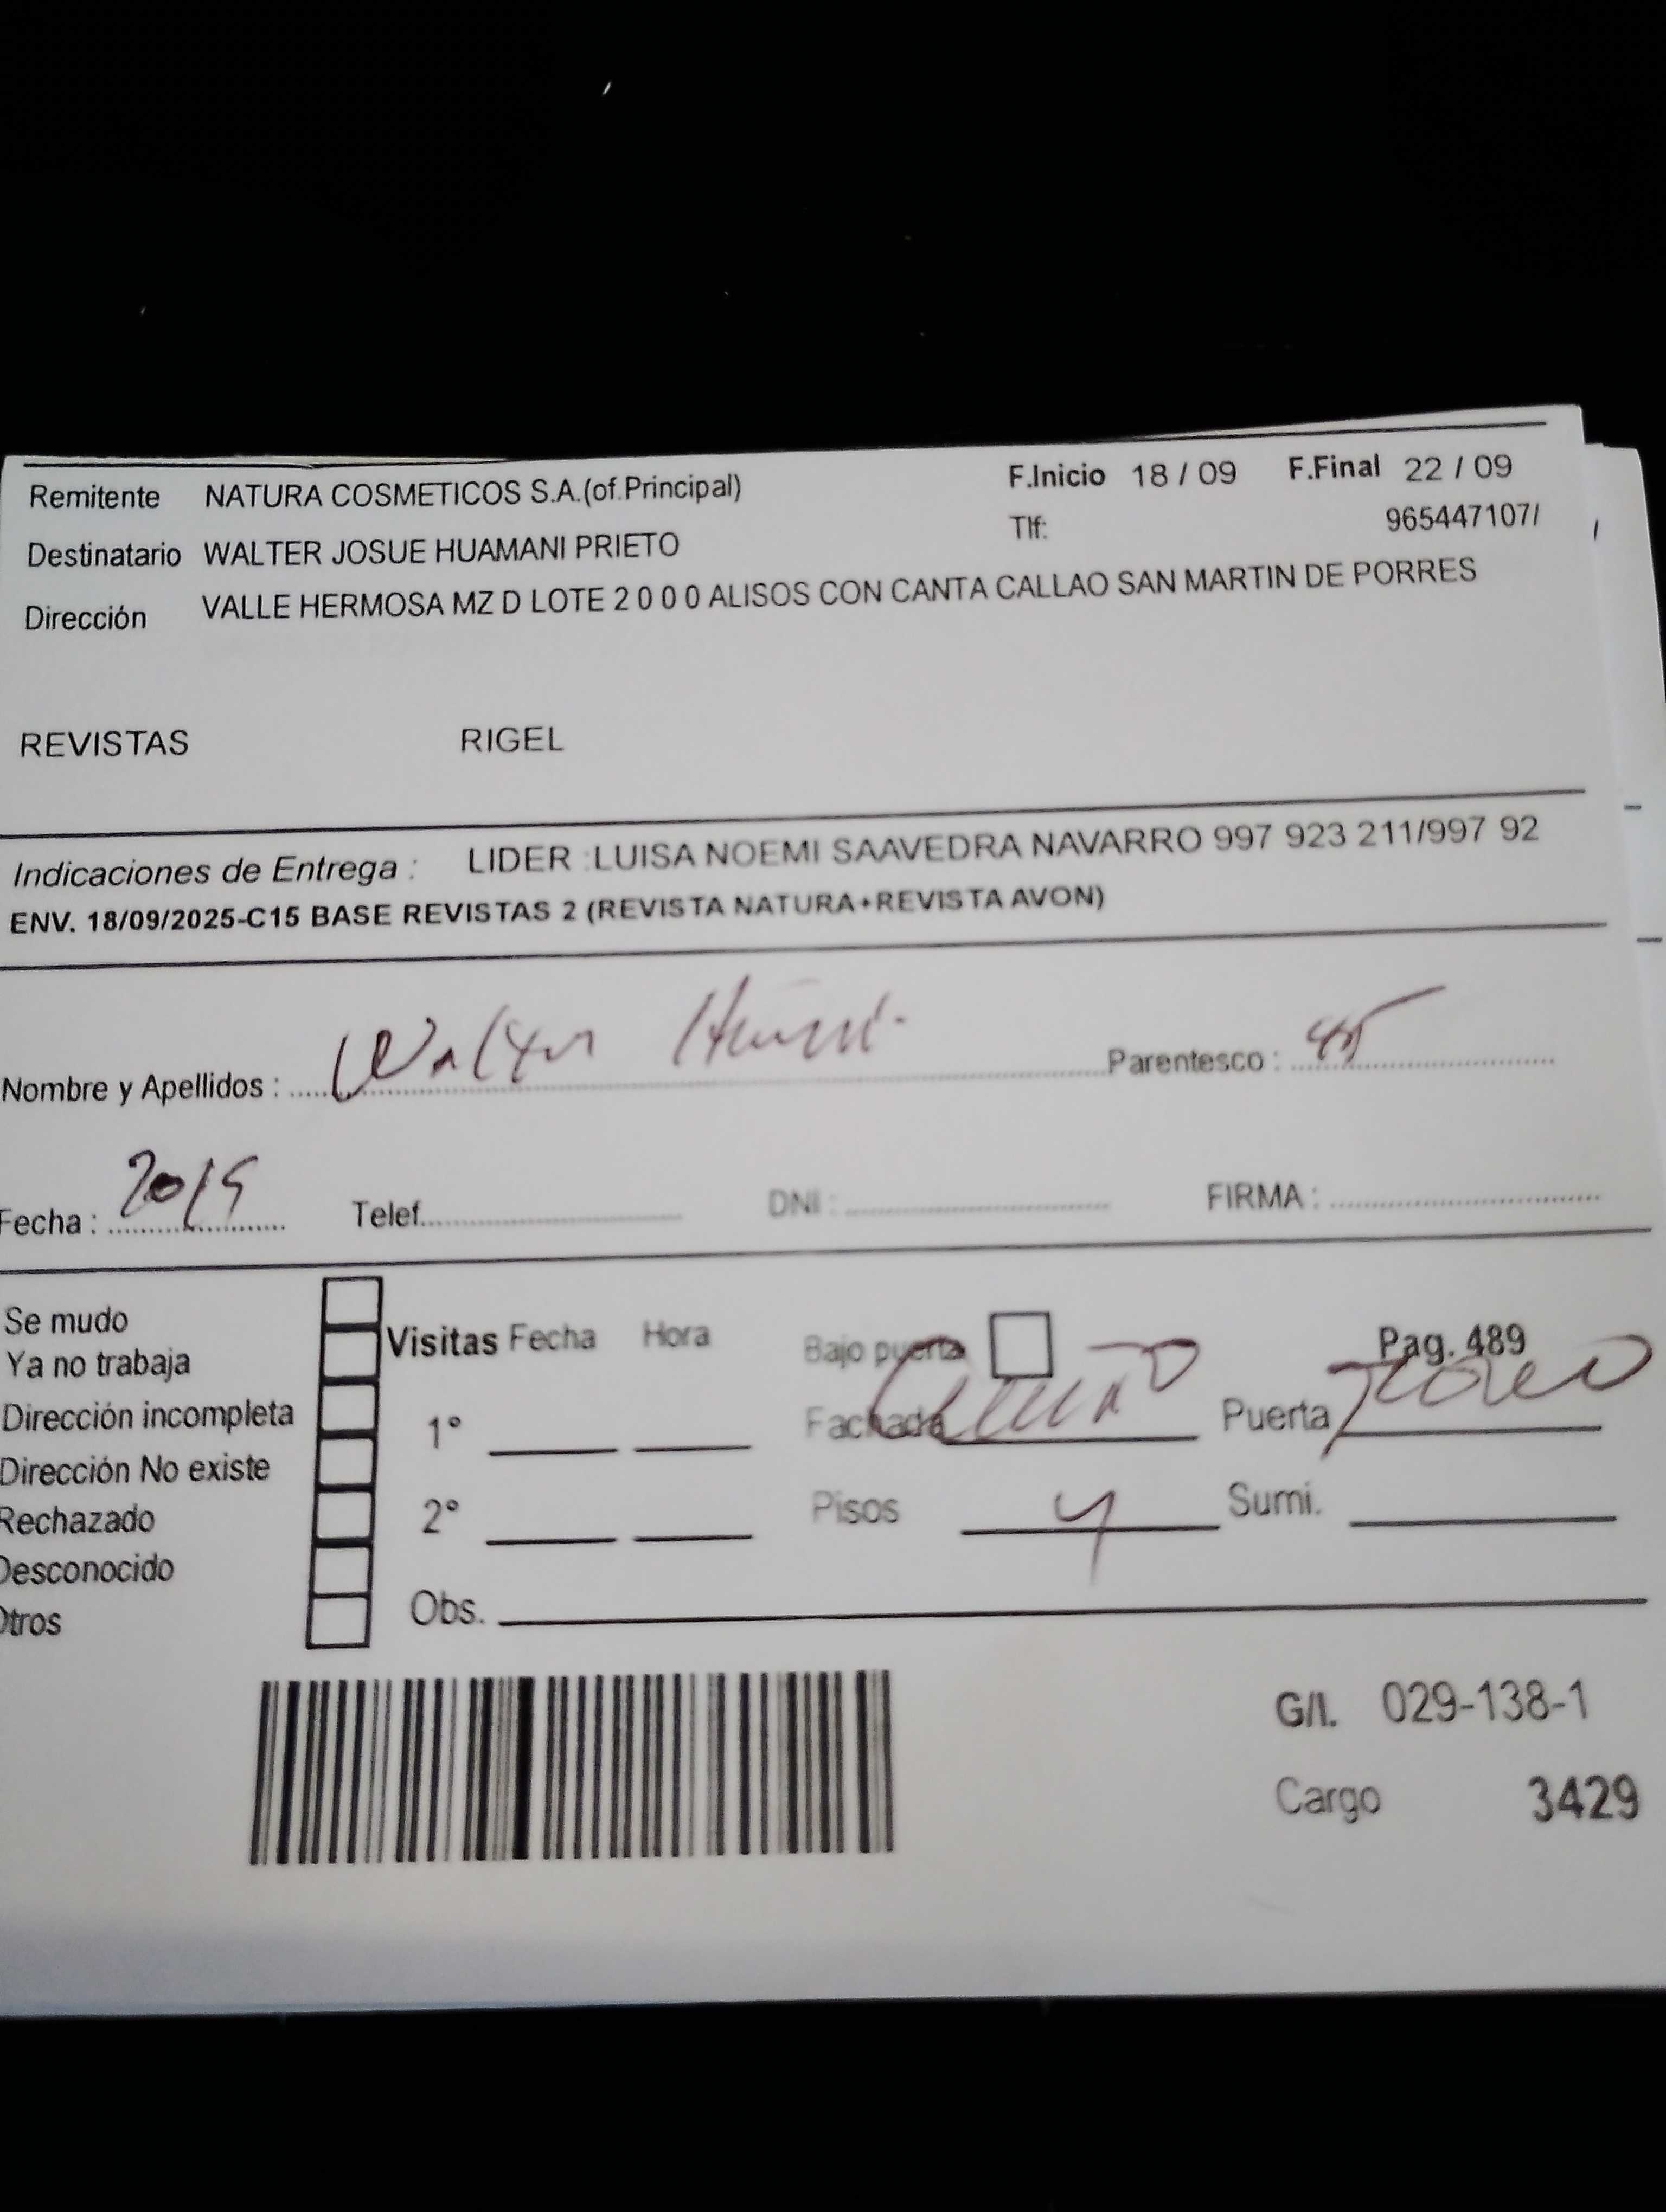 Remitente NATURA COSMETICOS S.A.(of.Principal) F.Inicio 18 / 09 F.Final 22 / 09
Tlf: 965447107/
Destinatario WALTER JOSUE HUAMANI PRIETO
Dirección VALLE HERMOSA MZ D LOTE 2 0 0 0 ALISOS CON CANTA CALLAO SAN MARTIN DE PORRES
REVISTAS RIGEL
Indicaciones de Entrega : LIDER :LUISA NOEMI SAAVEDRA NAVARRO 997 923 211/997 92
ENV. 18/09/2025-C15 BASE REVISTAS 2 (REVISTA NATURA+REVISTA AVON)
Nombre y Apellidos : Walter Parentesco :
Fecha : Telef. DNI : FIRMA :
Se mudo
Ya no trabaja
Dirección incompleta
Dirección No existe
Rechazado
Desconocido
Otros
Visitas Fecha Hora Bajo puerta Pag. 489
1° Fachada Puerta
2° Pisos 4 Sumi.
Obs.
G/I. 029-138-1
Cargo 3429